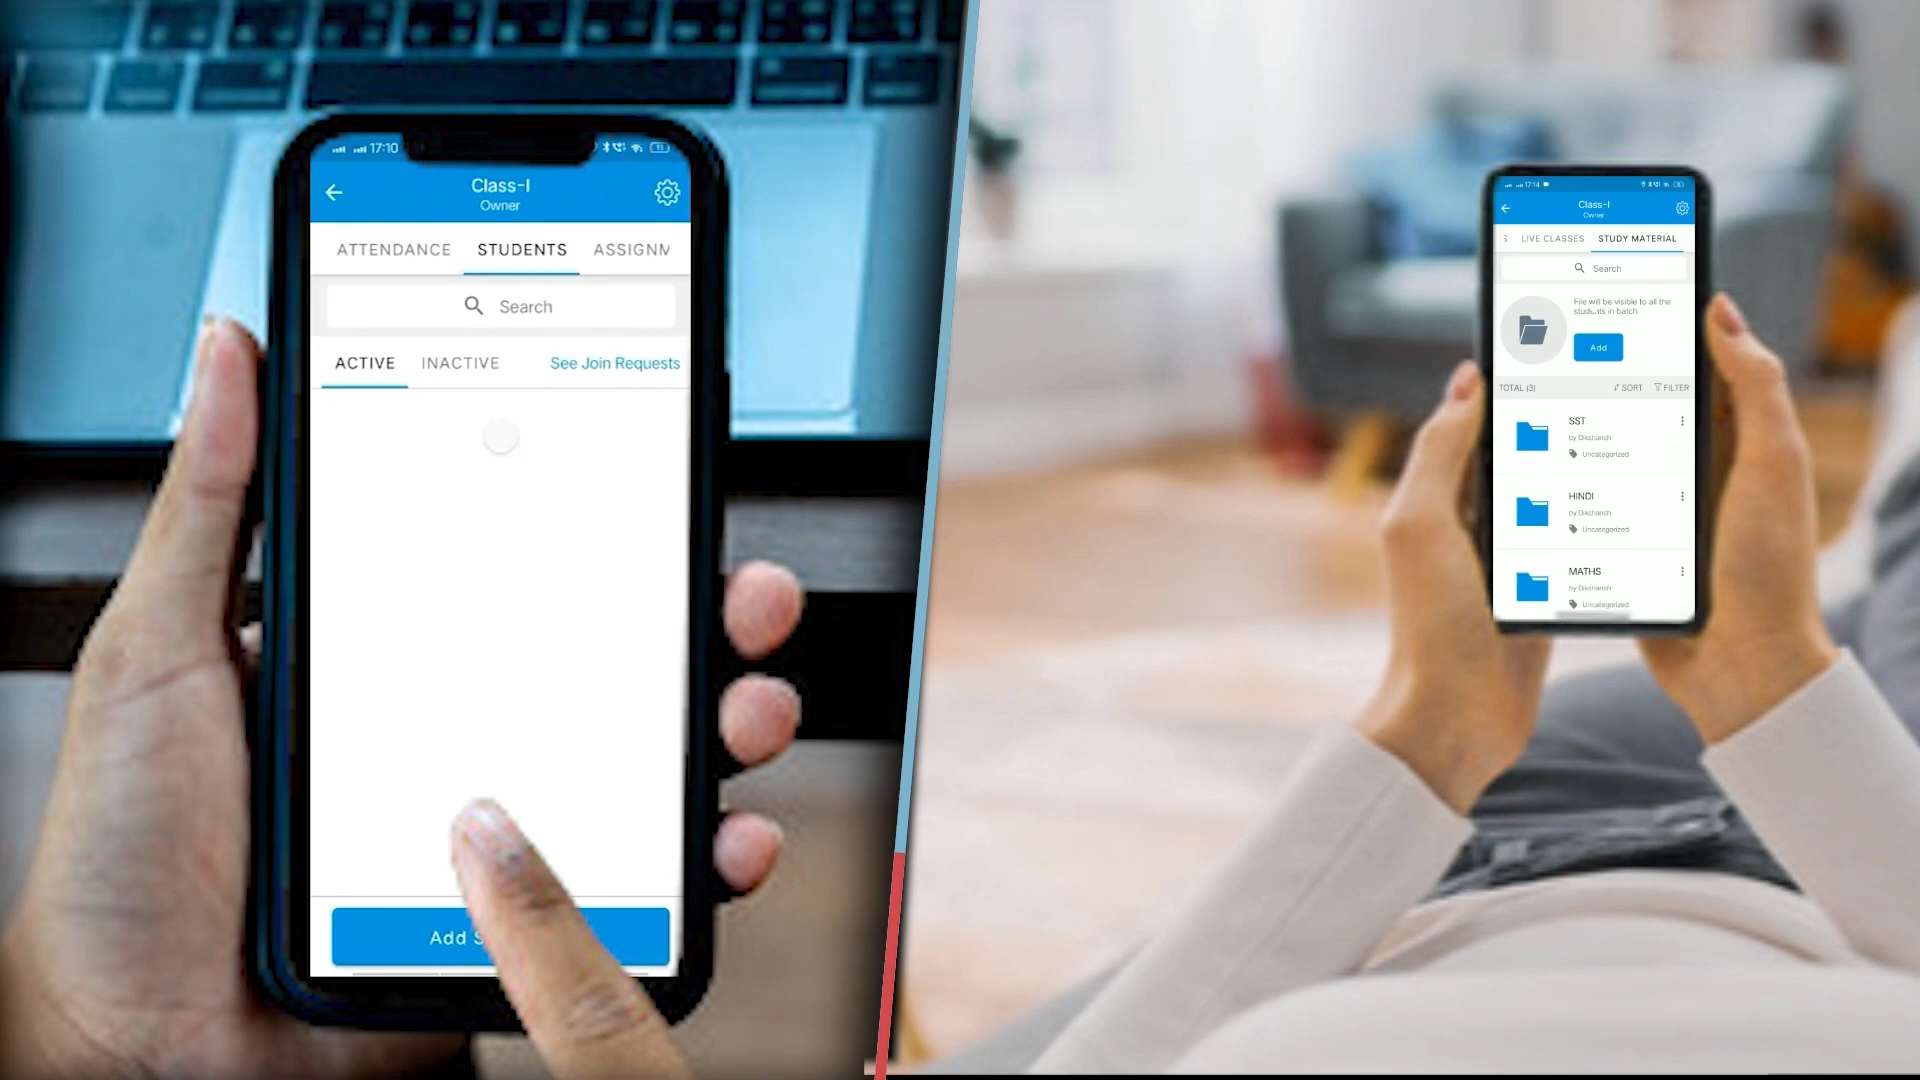 17:10
Class-I
Owner
ATTENDANCE STUDENTS ASSIGNM
Search
ACTIVE INACTIVE See Join Requests
Add S
17:14
Class-I
Owner
S LIVE CLASSES STUDY MATERIAL
Search
File will be visible to all the
students in batch
Add
TOTAL (3) SORT FILTER
SST
by Dikshansh
Uncategorized
HINDI
by Dikshansh
Uncategorized
MATHS
by Dikshansh
Uncategorized